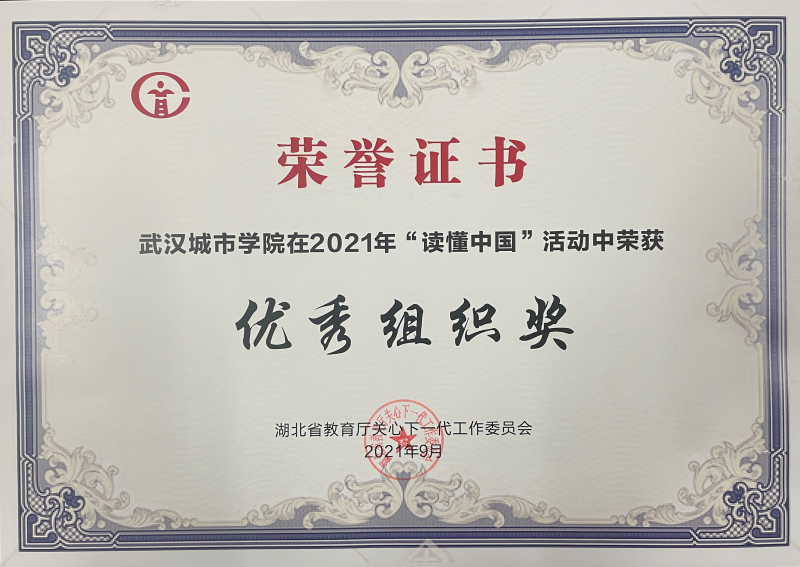 荣誉证书
武汉城市学院在2021年“读懂中国”活动中荣获
优秀组织奖
湖北省教育厅关心下一代工作委员会
2021年9月